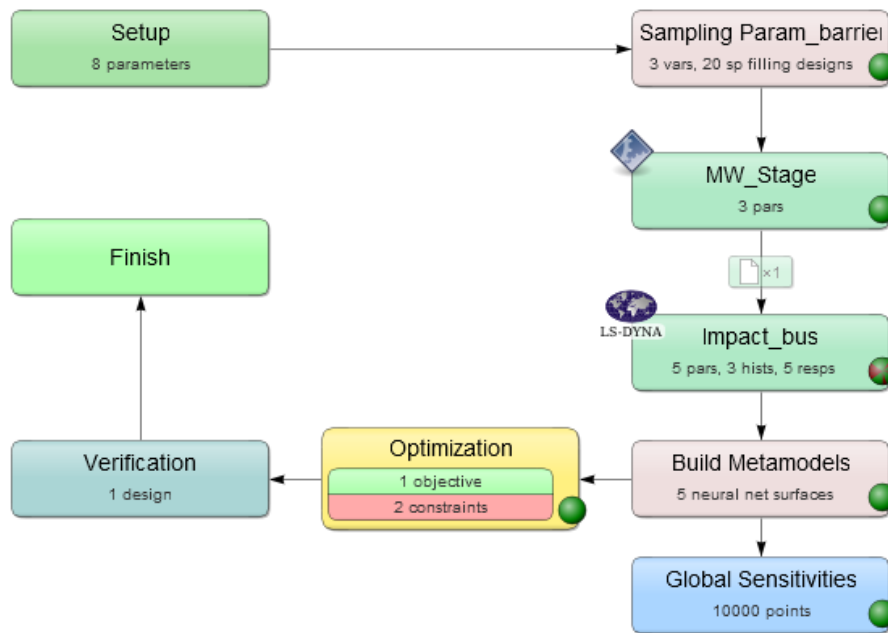 Setup
8 parameters
Sampling Param_barrier
3 vars, 20 sp filling designs
MW_Stage
3 pars
×1
LS-DYNA
Impact_bus
5 pars, 3 hists, 5 resps
Finish
Build Metamodels
5 neural net surfaces
Optimization
1 objective
2 constraints
Verification
1 design
Global Sensitivities
10000 points